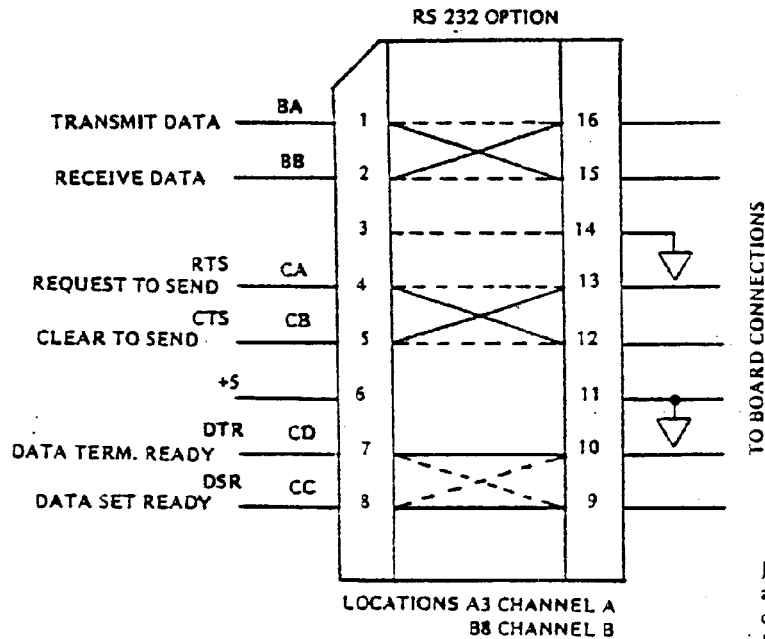 RS 232 OPTION
TRANSMIT DATA BA 1 16
RECEIVE DATA BB 2 15
3 14
RTS
REQUEST TO SEND CA 4 13
CTS
CLEAR TO SEND CB 5 12
+5 6 11
DTR
DATA TERM. READY CD 7 10
DSR
DATA SET READY CC 8 9
TO BOARD CONNECTIONS
LOCATIONS A3 CHANNEL A
B8 CHANNEL B